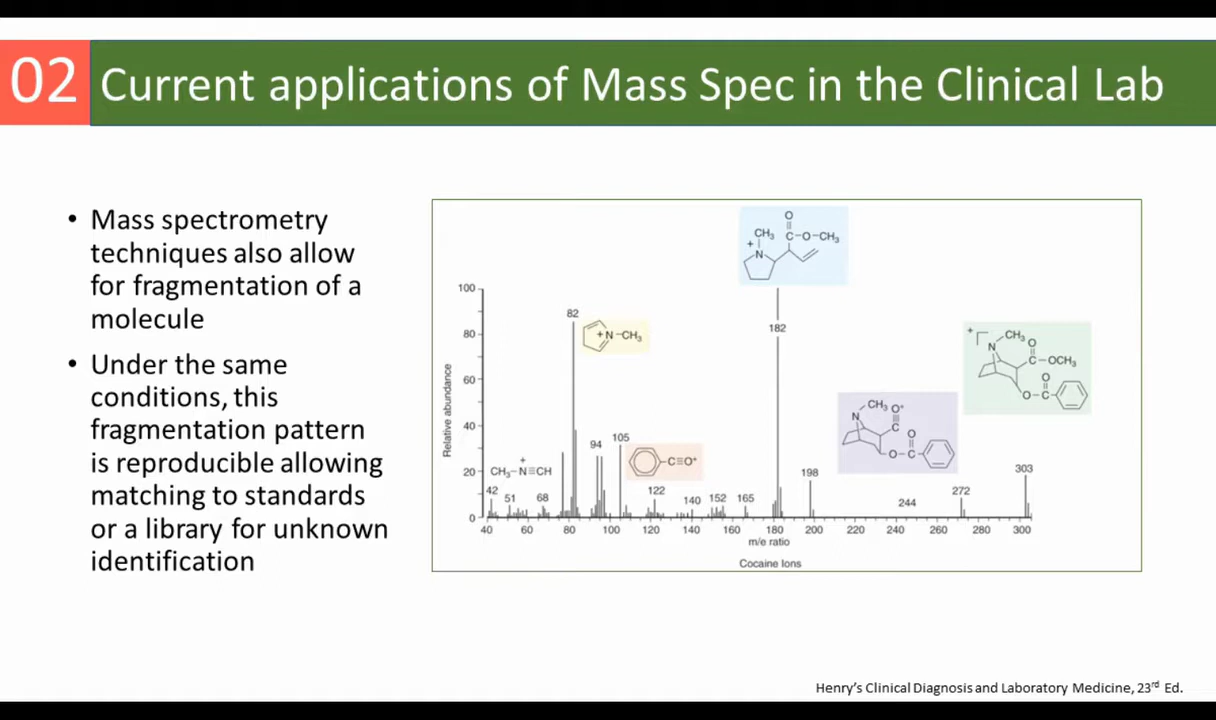 02 Current applications of Mass Spec in the Clinical Lab
• Mass spectrometry
techniques also allow
for fragmentation of a
molecule
• Under the same
conditions, this
fragmentation pattern
is reproducible allowing
matching to standards
or a library for unknown
identification
O
CH₃ C-O-CH₃
+
N
100
82
182
80
+N-CH₃
+
CH₃
N
O
C-OCH₃
O
O-C
60
Relative abundance
CH₃ O⁺
N
C
O
O-C
40
94 105
C≡O⁺
+
CH₃-N≡CH
20
42 51 68 122 140 152 165 198 244 272 303
0
40 60 80 100 120 140 160 180 200 220 240 260 280 300
m/e ratio
Cocaine Ions
Henry's Clinical Diagnosis and Laboratory Medicine, 23rd Ed.